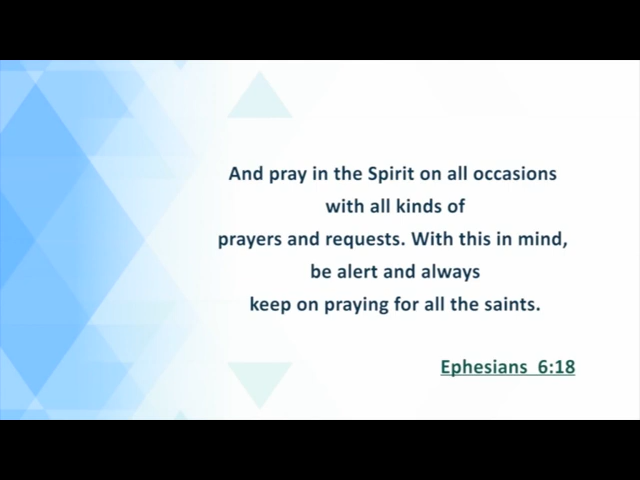 And pray in the Spirit on all occasions
with all kinds of
prayers and requests. With this in mind,
be alert and always
keep on praying for all the saints.
Ephesians  6:18